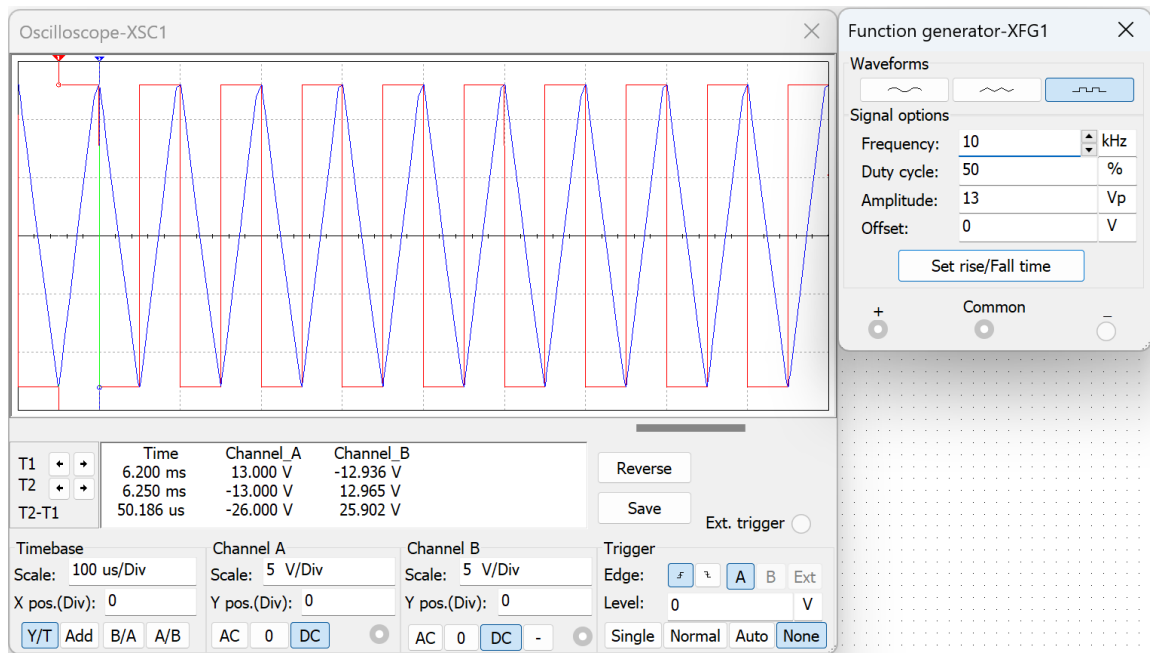 Oscilloscope-XSC1
T1
T2
T2-T1
Time Channel_A Channel_B
6.200 ms 13.000 V -12.936 V
6.250 ms -13.000 V 12.965 V
50.186 us -26.000 V 25.902 V
Reverse
Save
Ext. trigger
Timebase
Scale: 100 us/Div
X pos.(Div): 0
Y/T Add B/A A/B
Channel A
Scale: 5 V/Div
Y pos.(Div): 0
AC 0 DC
Channel B
Scale: 5 V/Div
Y pos.(Div): 0
AC 0 DC -
Trigger
Edge: A B Ext
Level: 0 V
Single Normal Auto None
Function generator-XFG1
Waveforms
Signal options
Frequency: 10 kHz
Duty cycle: 50 %
Amplitude: 13 Vp
Offset: 0 V
Set rise/Fall time
+ Common −